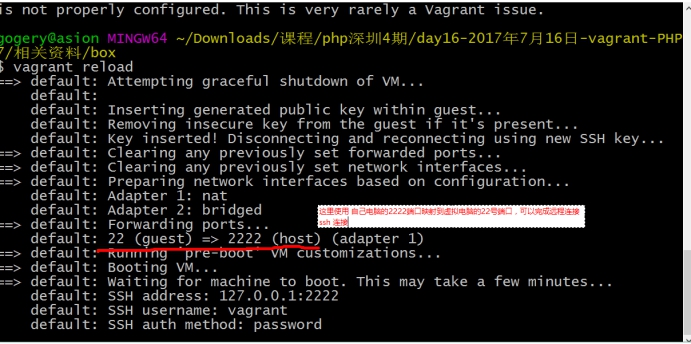 is not properly configured. This is very rarely a Vagrant issue.
gogery@asion MINGW64 ~/Downloads/课程/php深圳4期/day16-2017年7月16日-vagrant-PHP
7/相关资料/box
$ vagrant reload
==> default: Attempting graceful shutdown of VM...
default:
default: Inserting generated public key within guest...
default: Removing insecure key from the guest if it's present...
default: Key inserted! Disconnecting and reconnecting using new SSH key...
==> default: Clearing any previously set forwarded ports...
==> default: Clearing any previously set network interfaces...
==> default: Preparing network interfaces based on configuration...
default: Adapter 1: nat
default: Adapter 2: bridged
这里使用 自己电脑的2222端口映射到虚拟电脑的22号端口，可以完成远程连接
ssh 连接
==> default: Forwarding ports...
default: 22 (guest) => 2222 (host) (adapter 1)
==> default: Running 'pre-boot' VM customizations...
==> default: Booting VM...
==> default: Waiting for machine to boot. This may take a few minutes...
default: SSH address: 127.0.0.1:2222
default: SSH username: vagrant
default: SSH auth method: password